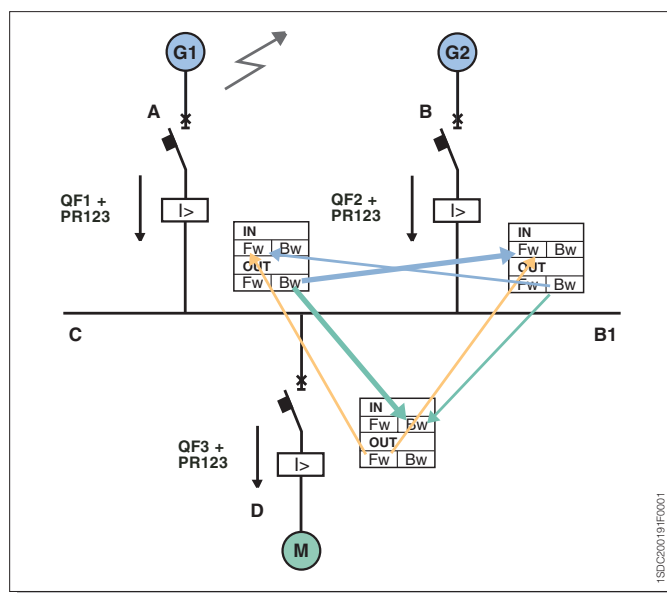 G1
G2
A
B
QF1 +
PR123
I>
QF2 +
PR123
I>
IN
Fw Bw
OUT
Fw Bw
IN
Fw Bw
OUT
Fw Bw
C
B1
QF3 +
PR123
I>
IN
Fw Bw
OUT
Fw Bw
D
M
1SDC200191F0001